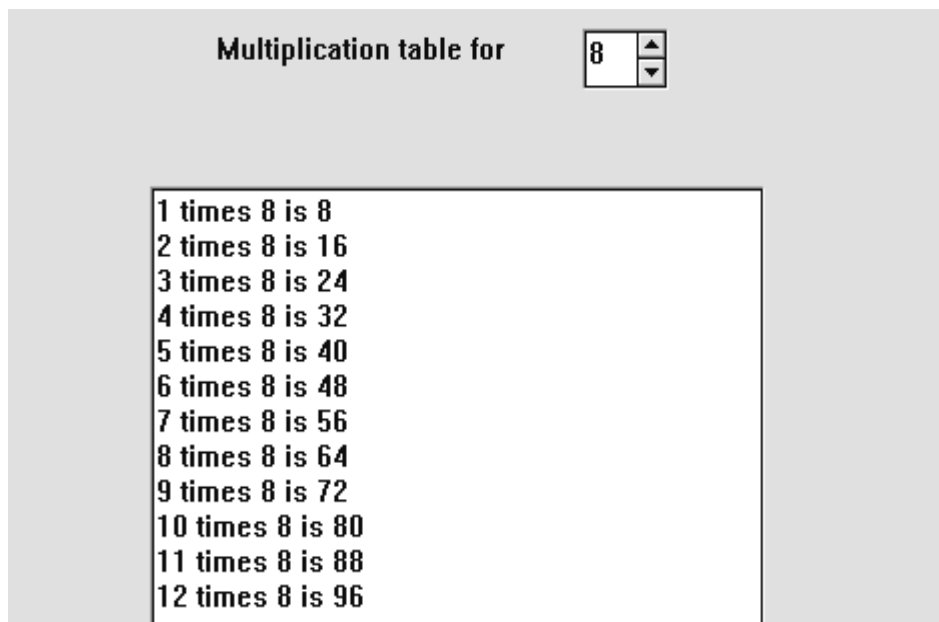 Multiplication table for 8
1 times 8 is 8
2 times 8 is 16
3 times 8 is 24
4 times 8 is 32
5 times 8 is 40
6 times 8 is 48
7 times 8 is 56
8 times 8 is 64
9 times 8 is 72
10 times 8 is 80
11 times 8 is 88
12 times 8 is 96